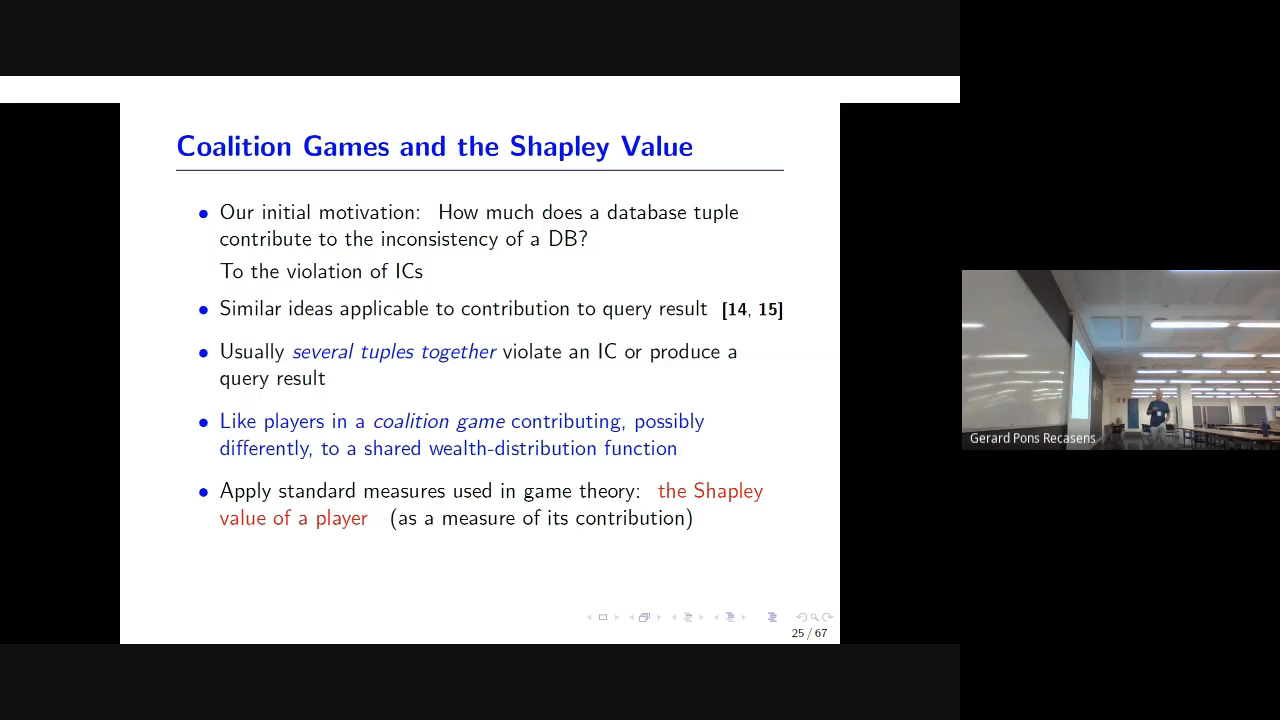 Coalition Games and the Shapley Value
• Our initial motivation: How much does a database tuple
contribute to the inconsistency of a DB?
To the violation of ICs
• Similar ideas applicable to contribution to query result [14, 15]
• Usually several tuples together violate an IC or produce a
query result
• Like players in a coalition game contributing, possibly
differently, to a shared wealth-distribution function
• Apply standard measures used in game theory: the Shapley
value of a player (as a measure of its contribution)
25 / 67
Gerard Pons Recasens